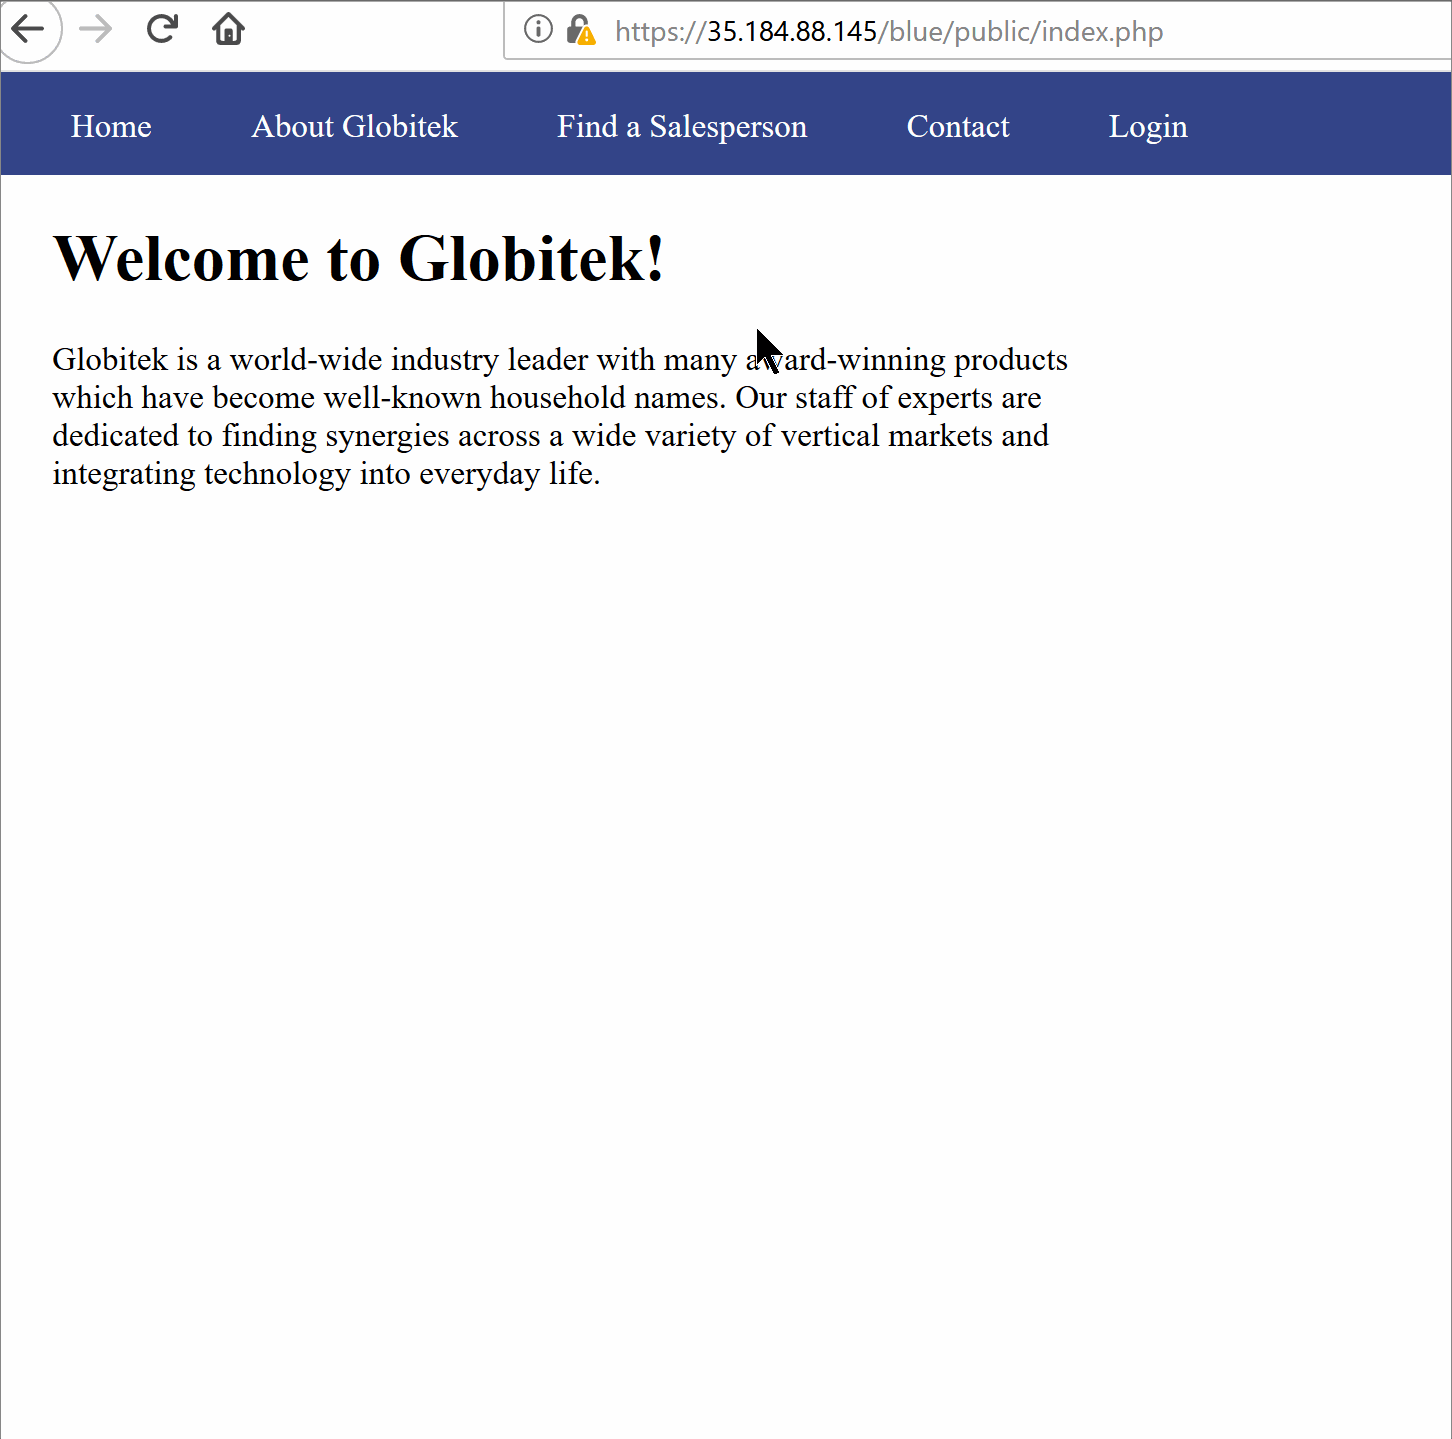 https://35.184.88.145/blue/public/index.php
Home About Globitek Find a Salesperson Contact Login
Welcome to Globitek!
Globitek is a world-wide industry leader with many award-winning products
which have become well-known household names. Our staff of experts are
dedicated to finding synergies across a wide variety of vertical markets and
integrating technology into everyday life.